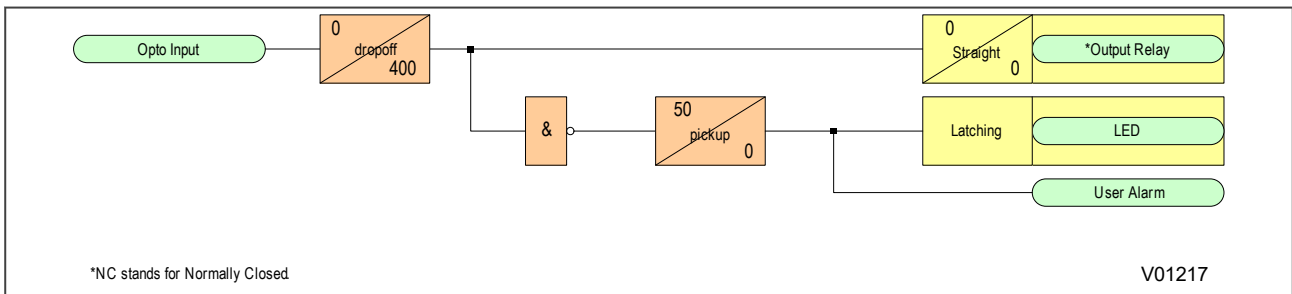 0
0
Opto Input
dropoff
Straight
*Output Relay
400
0
50
&
pickup
Latching
LED
0
User Alarm
*NC stands for Normally Closed.
V01217